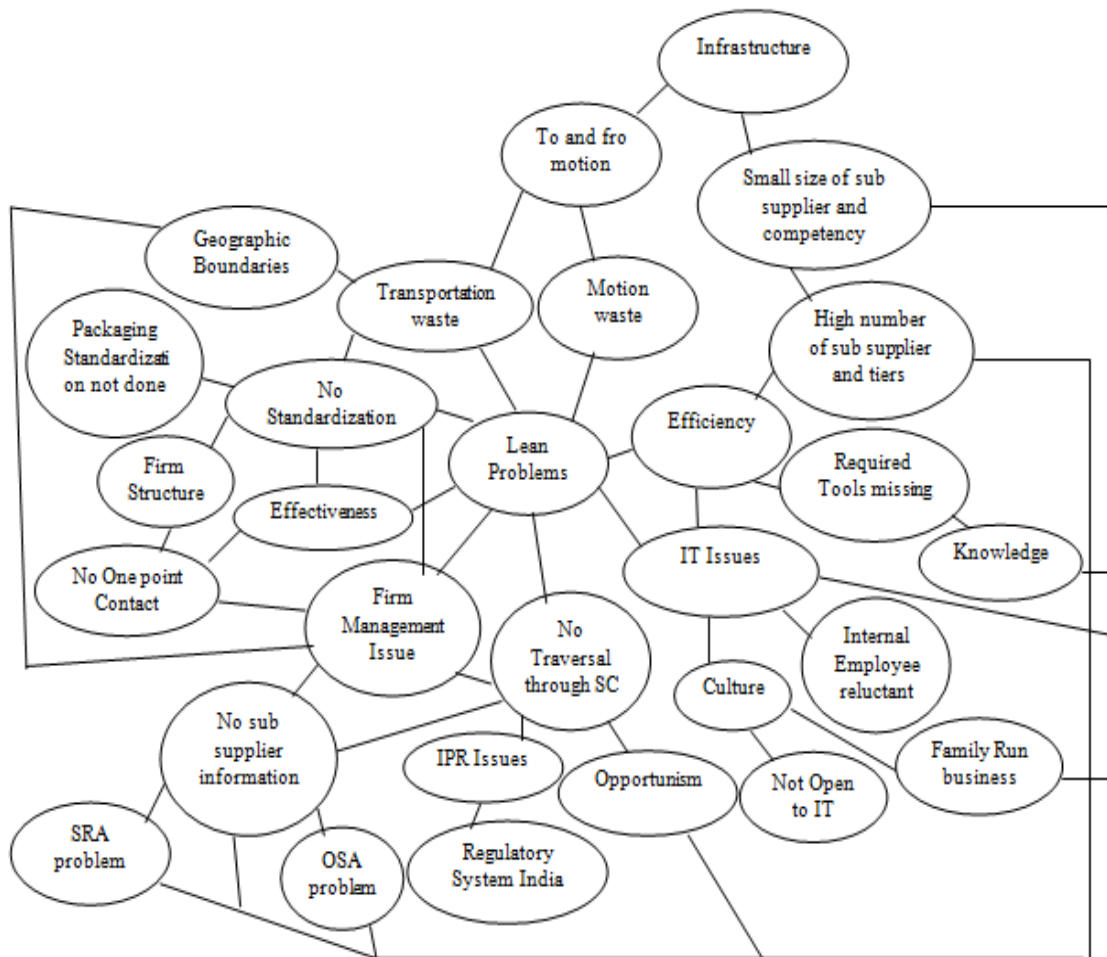 Infrastructure
To and fro
motion
Small size of sub
supplier and
competency
Geographic
Boundaries
Transportation
waste
Motion
waste
High number
of sub supplier
and tiers
Packaging
Standardizati
on not done
No
Standardization
Efficiency
Lean
Problems
Required
Tools missing
Firm
Structure
Effectiveness
IT Issues
Knowledge
No One point
Contact
Firm
Management
Issue
No
Traversal
through SC
Internal
Employee
reluctant
Culture
No sub
supplier
information
IPR Issues
Opportunism
Not Open
to IT
Family Run
business
SRA
problem
OSA
problem
Regulatory
System India